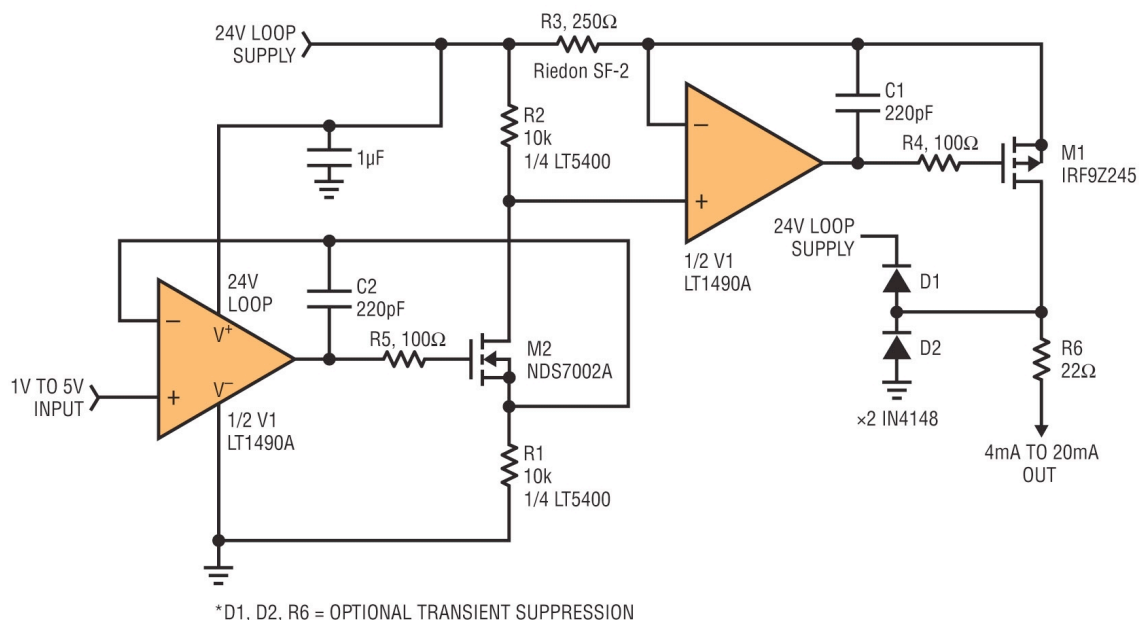 24V LOOP
SUPPLY
R3, 250Ω
Riedon SF-2
R2
10k
1/4 LT5400
1µF
C1
220pF
R4, 100Ω
M1
IRF9Z245
−
+
1/2 V1
LT1490A
24V LOOP
SUPPLY
D1
D2
×2 IN4148
R6
22Ω
4mA TO 20mA
OUT
24V
LOOP
C2
220pF
R5, 100Ω
M2
NDS7002A
−
V+
V−
+
1V TO 5V
INPUT
1/2 V1
LT1490A
R1
10k
1/4 LT5400
*D1, D2, R6 = OPTIONAL TRANSIENT SUPPRESSION